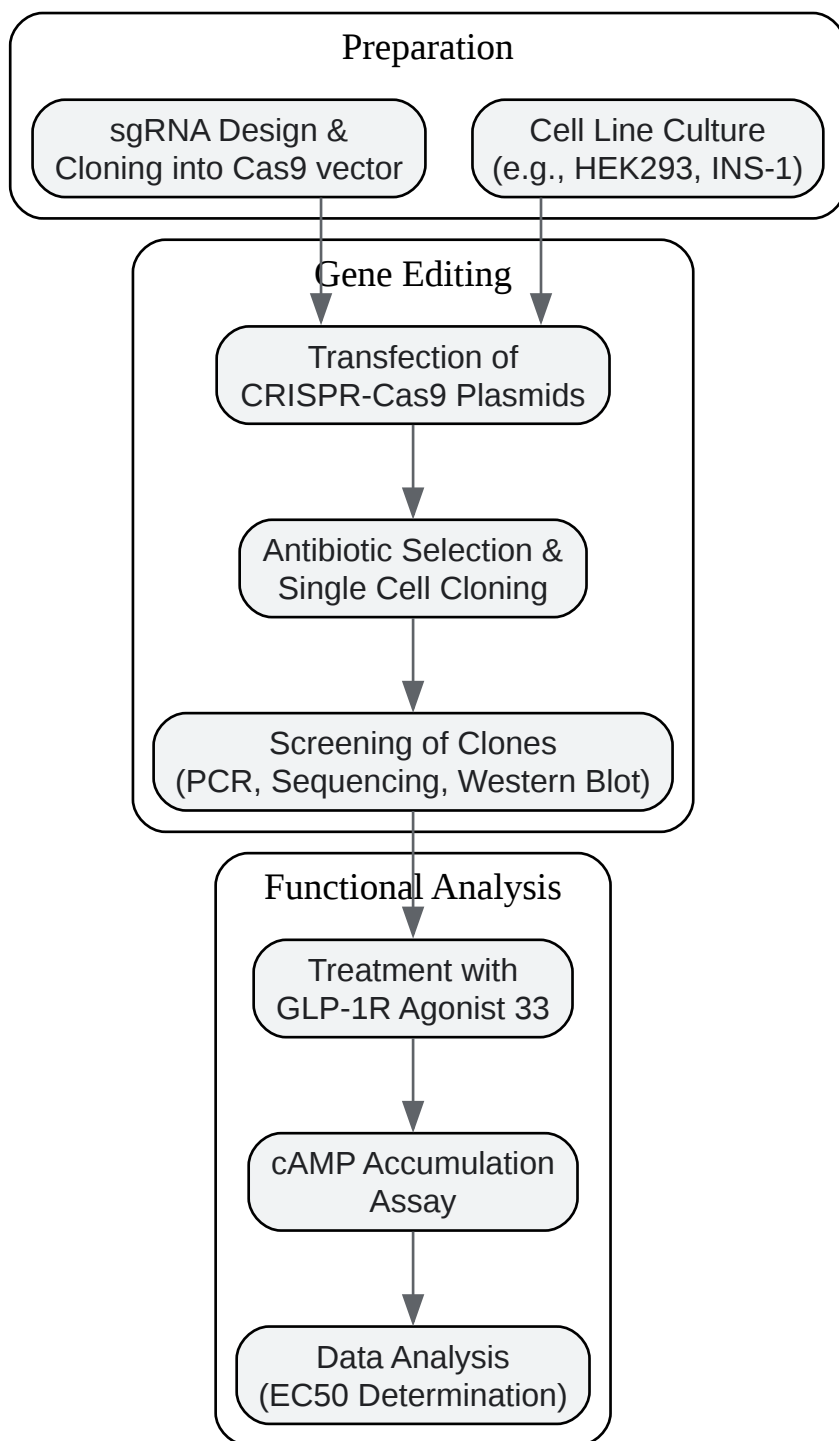 Preparation
sgRNA Design &
Cloning into Cas9 vector
Cell Line Culture
(e.g., HEK293, INS-1)
Gene Editing
Transfection of
CRISPR-Cas9 Plasmids
Antibiotic Selection &
Single Cell Cloning
Screening of Clones
(PCR, Sequencing, Western Blot)
Functional Analysis
Treatment with
GLP-1R Agonist 33
cAMP Accumulation
Assay
Data Analysis
(EC50 Determination)